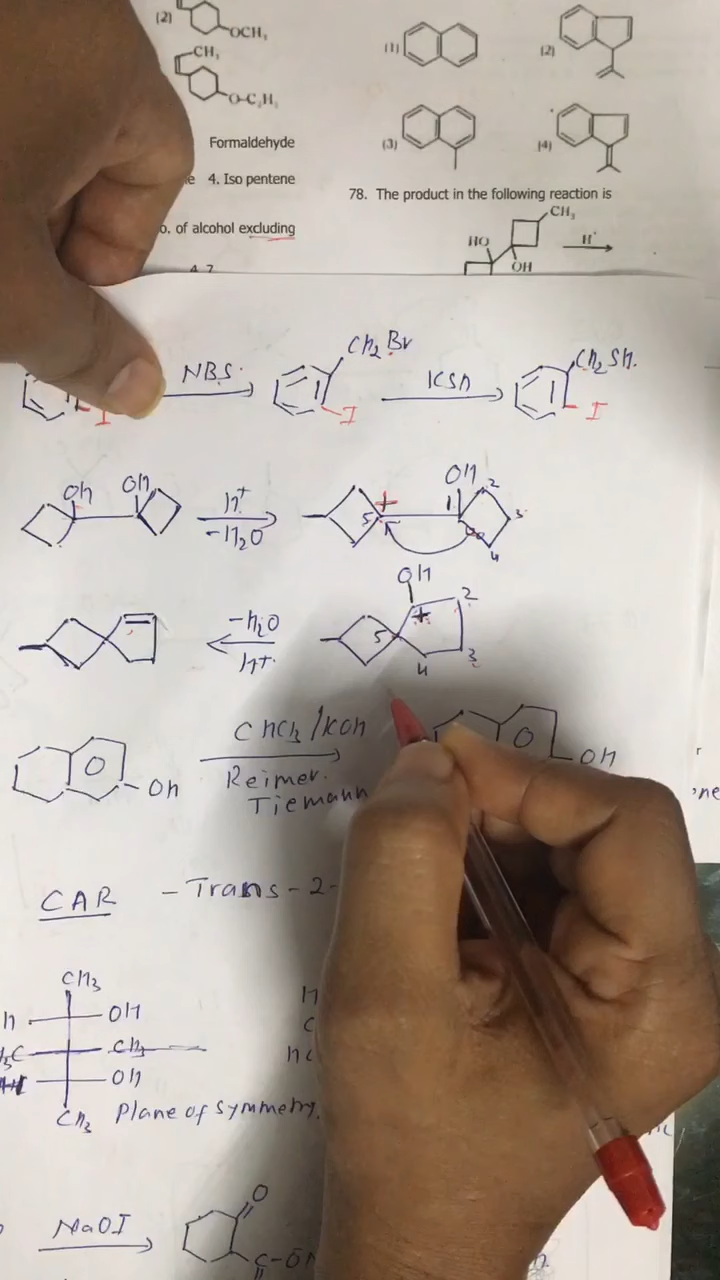 (2)
OCH₃
CH₃
O-C₂H₅
(1)
(2)
(3)
(4)
Formaldehyde
4. Iso pentene
of alcohol excluding
78. The product in the following reaction is
CH₃
HO
OH
H⁺
CH₂Br
NBS
KSH
CH₂SH.
I
I
I
OH OH
H⁺
-H₂O
+
OH
1 2
3
4
5
OH
+
2
3
4
5
-H₂O
H⁺
CHCl₃/KOH
Reimer.
Tiemann
OH
O
O
OH
CAR - Trans-2-
CH₃
OH
CH₃
OH
CH₃ Plane of symmetry
NaOI
O
C-O